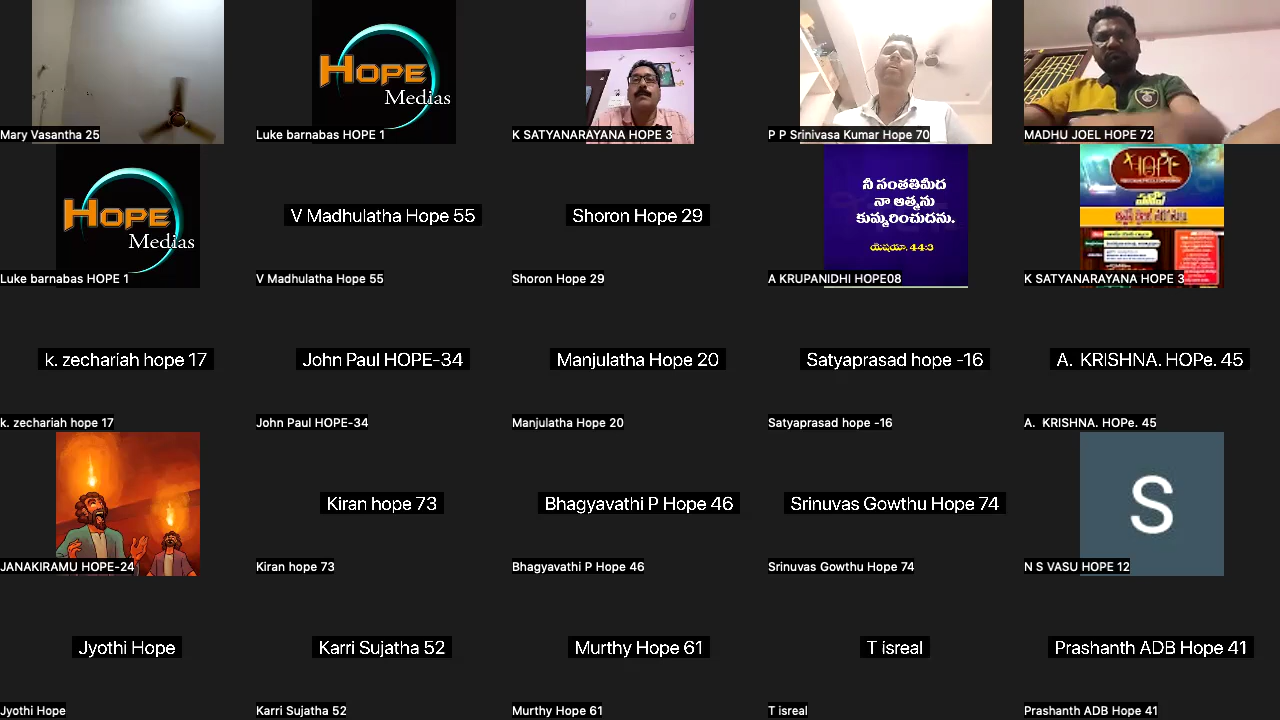 Mary Vasantha 25
HOPE
Medias
Luke barnabas HOPE 1
K SATYANARAYANA HOPE 3
P P Srinivasa Kumar Hope 70
MADHU JOEL HOPE 72
HOPE
Medias
Luke barnabas HOPE 1
V Madhulatha Hope 55
V Madhulatha Hope 55
Shoron Hope 29
Shoron Hope 29
నీ సంతతిమీద
నా ఆత్మను
కుమ్మరించుదను.
యెషయా. 44:3
A KRUPANIDHI HOPE08
HOPE
K SATYANARAYANA HOPE 3
k. zechariah hope 17
k. zechariah hope 17
John Paul HOPE-34
John Paul HOPE-34
Manjulatha Hope 20
Manjulatha Hope 20
Satyaprasad hope -16
Satyaprasad hope -16
A. KRISHNA. HOPe. 45
A. KRISHNA. HOPe. 45
JANAKIRAMU HOPE-24
Kiran hope 73
Kiran hope 73
Bhagyavathi P Hope 46
Bhagyavathi P Hope 46
Srinuvas Gowthu Hope 74
Srinuvas Gowthu Hope 74
S
N S VASU HOPE 12
Jyothi Hope
Jyothi Hope
Karri Sujatha 52
Karri Sujatha 52
Murthy Hope 61
Murthy Hope 61
T isreal
T isreal
Prashanth ADB Hope 41
Prashanth ADB Hope 41